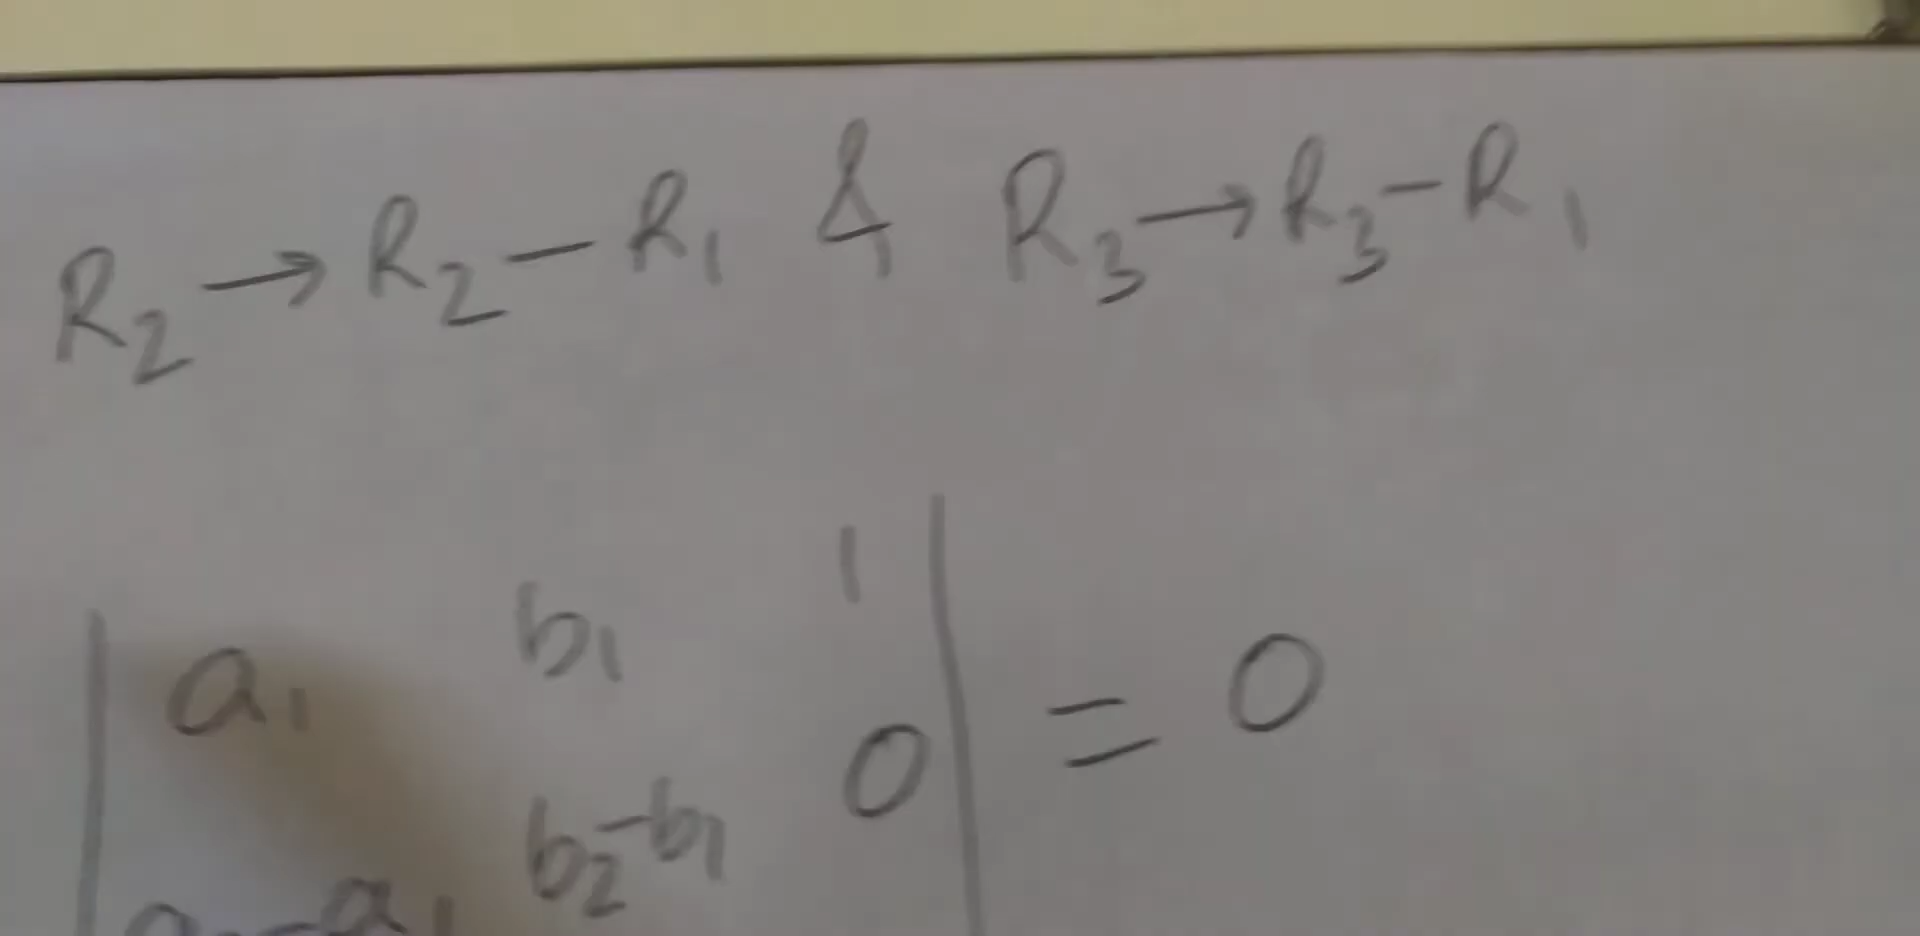 R₂ → R₂ − R₁ & R₃ → R₃ − R₁
| a₁ b₁ 1 |
b₂−b₁ 0 | = 0